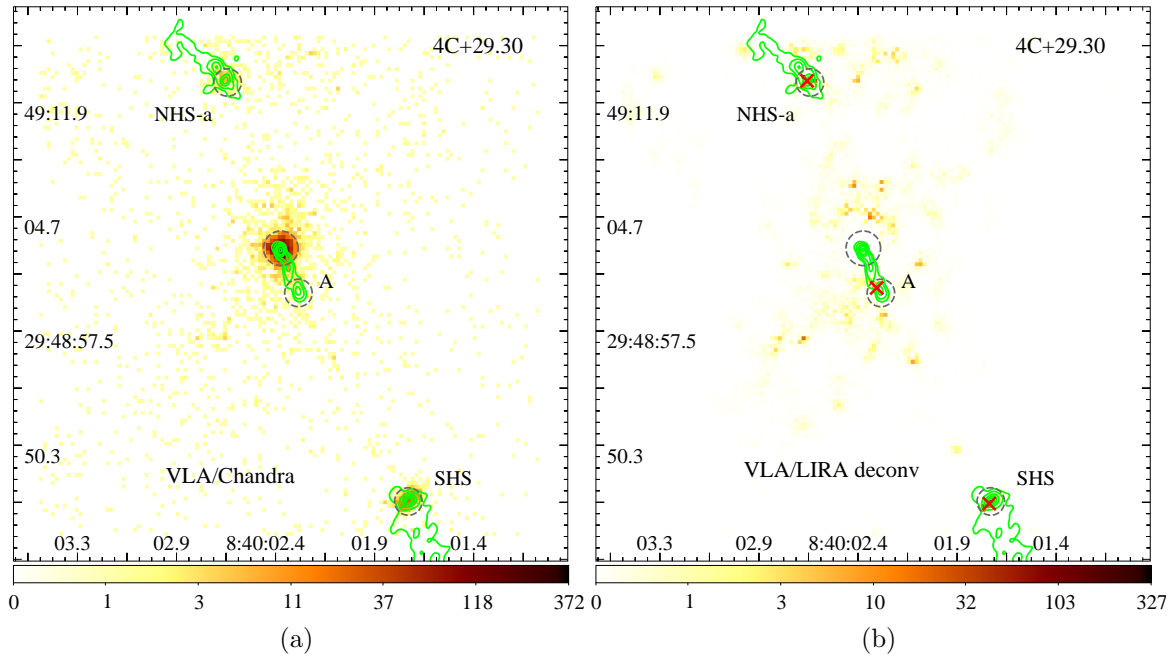 4C+29.30
49:11.9
NHS-a
04.7
A
29:48:57.5
50.3
VLA/Chandra
SHS
03.3 02.9 8:40:02.4 01.9 01.4
0 1 3 11 37 118 372
(a)
4C+29.30
49:11.9
NHS-a
04.7
A
29:48:57.5
50.3
VLA/LIRA deconv
SHS
03.3 02.9 8:40:02.4 01.9 01.4
0 1 3 10 32 103 327
(b)